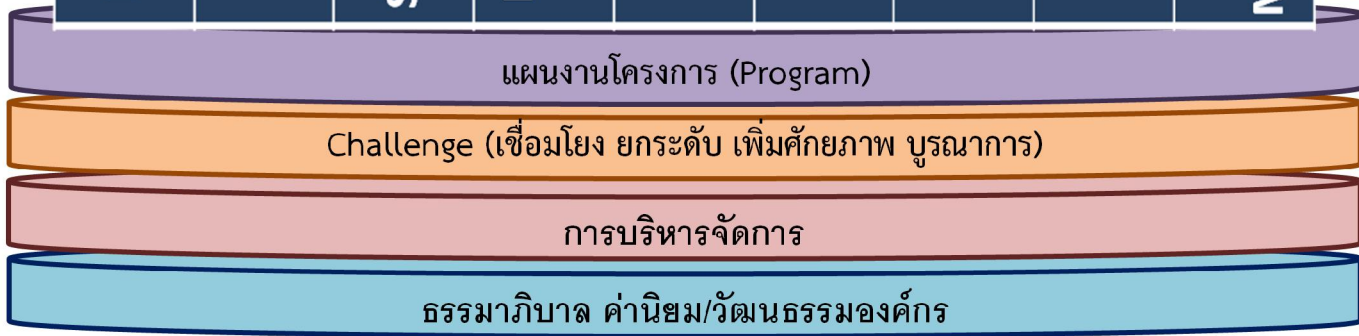 แผนงานโครงการ (Program)
Challenge (เชื่อมโยง ยกระดับ เพิ่มศักยภาพ บูรณาการ)
การบริหารจัดการ
ธรรมาภิบาล ค่านิยม/วัฒนธรรมองค์กร